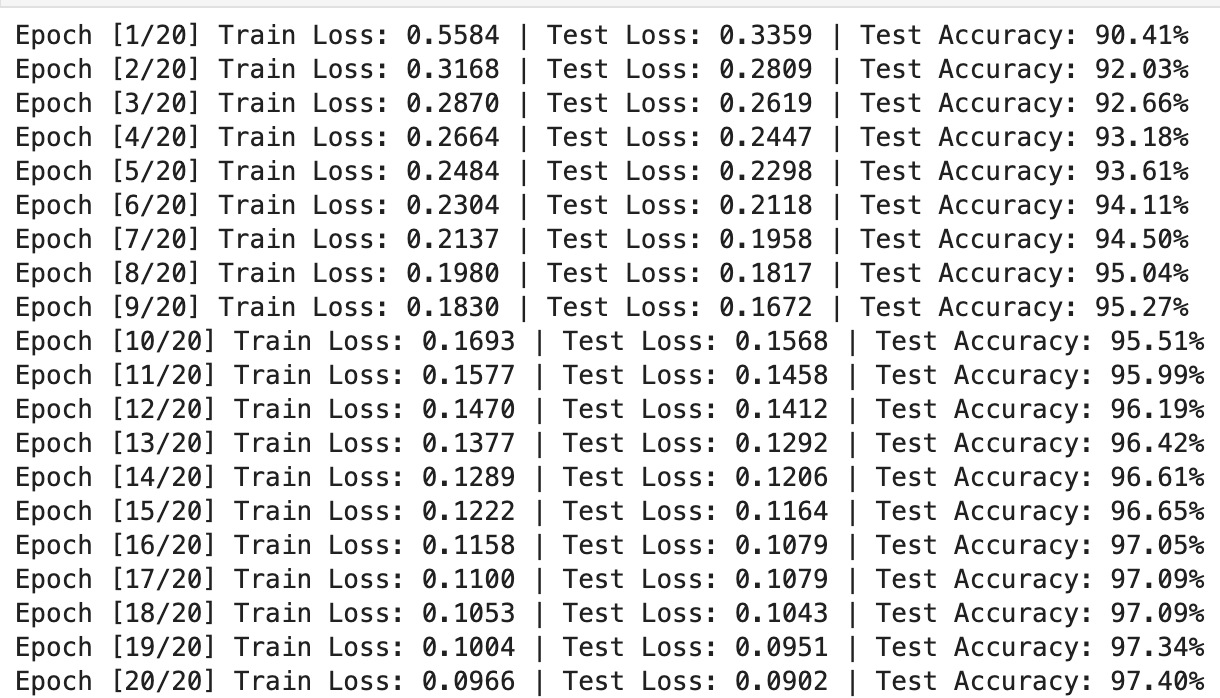 Epoch [1/20] Train Loss: 0.5584 | Test Loss: 0.3359 | Test Accuracy: 90.41%
Epoch [2/20] Train Loss: 0.3168 | Test Loss: 0.2809 | Test Accuracy: 92.03%
Epoch [3/20] Train Loss: 0.2870 | Test Loss: 0.2619 | Test Accuracy: 92.66%
Epoch [4/20] Train Loss: 0.2664 | Test Loss: 0.2447 | Test Accuracy: 93.18%
Epoch [5/20] Train Loss: 0.2484 | Test Loss: 0.2298 | Test Accuracy: 93.61%
Epoch [6/20] Train Loss: 0.2304 | Test Loss: 0.2118 | Test Accuracy: 94.11%
Epoch [7/20] Train Loss: 0.2137 | Test Loss: 0.1958 | Test Accuracy: 94.50%
Epoch [8/20] Train Loss: 0.1980 | Test Loss: 0.1817 | Test Accuracy: 95.04%
Epoch [9/20] Train Loss: 0.1830 | Test Loss: 0.1672 | Test Accuracy: 95.27%
Epoch [10/20] Train Loss: 0.1693 | Test Loss: 0.1568 | Test Accuracy: 95.51%
Epoch [11/20] Train Loss: 0.1577 | Test Loss: 0.1458 | Test Accuracy: 95.99%
Epoch [12/20] Train Loss: 0.1470 | Test Loss: 0.1412 | Test Accuracy: 96.19%
Epoch [13/20] Train Loss: 0.1377 | Test Loss: 0.1292 | Test Accuracy: 96.42%
Epoch [14/20] Train Loss: 0.1289 | Test Loss: 0.1206 | Test Accuracy: 96.61%
Epoch [15/20] Train Loss: 0.1222 | Test Loss: 0.1164 | Test Accuracy: 96.65%
Epoch [16/20] Train Loss: 0.1158 | Test Loss: 0.1079 | Test Accuracy: 97.05%
Epoch [17/20] Train Loss: 0.1100 | Test Loss: 0.1079 | Test Accuracy: 97.09%
Epoch [18/20] Train Loss: 0.1053 | Test Loss: 0.1043 | Test Accuracy: 97.09%
Epoch [19/20] Train Loss: 0.1004 | Test Loss: 0.0951 | Test Accuracy: 97.34%
Epoch [20/20] Train Loss: 0.0966 | Test Loss: 0.0902 | Test Accuracy: 97.40%